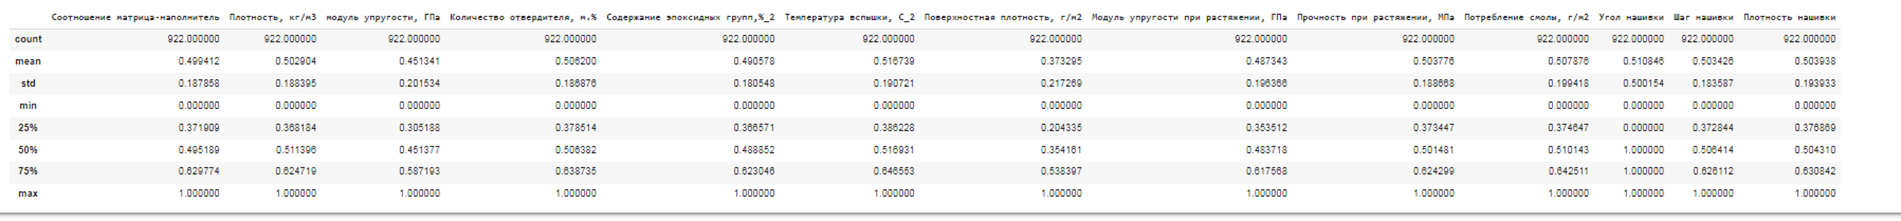 Соотношение матрица-наполнитель Плотность, кг/м3 модуль упругости, ГПа Количество отвердителя, м.% Содержание эпоксидных групп,%_2 Температура вспышки, С_2 Поверхностная плотность, г/м2 Модуль упругости при растяжении, ГПа Прочность при растяжении, МПа Потребление смолы, г/м2 Угол нашивки Шаг нашивки Плотность нашивки
count 922.000000 922.000000 922.000000 922.000000 922.000000 922.000000 922.000000 922.000000 922.000000 922.000000 922.000000 922.000000 922.000000
mean 0.499412 0.502904 0.451341 0.506200 0.490578 0.516739 0.373295 0.487343 0.503776 0.507876 0.510846 0.503426 0.503938
std 0.187858 0.188395 0.201534 0.186876 0.180548 0.190721 0.217269 0.196366 0.188668 0.199418 0.500154 0.183587 0.193933
min 0.000000 0.000000 0.000000 0.000000 0.000000 0.000000 0.000000 0.000000 0.000000 0.000000 0.000000 0.000000 0.000000
25% 0.371909 0.368184 0.305188 0.378514 0.366571 0.386228 0.204335 0.353512 0.373447 0.374647 0.000000 0.372844 0.376869
50% 0.495189 0.511396 0.451377 0.506382 0.488852 0.516931 0.354161 0.483718 0.501481 0.510143 1.000000 0.506414 0.504310
75% 0.629774 0.624719 0.587193 0.638735 0.623046 0.646553 0.538397 0.617568 0.624299 0.642511 1.000000 0.626112 0.630842
max 1.000000 1.000000 1.000000 1.000000 1.000000 1.000000 1.000000 1.000000 1.000000 1.000000 1.000000 1.000000 1.000000